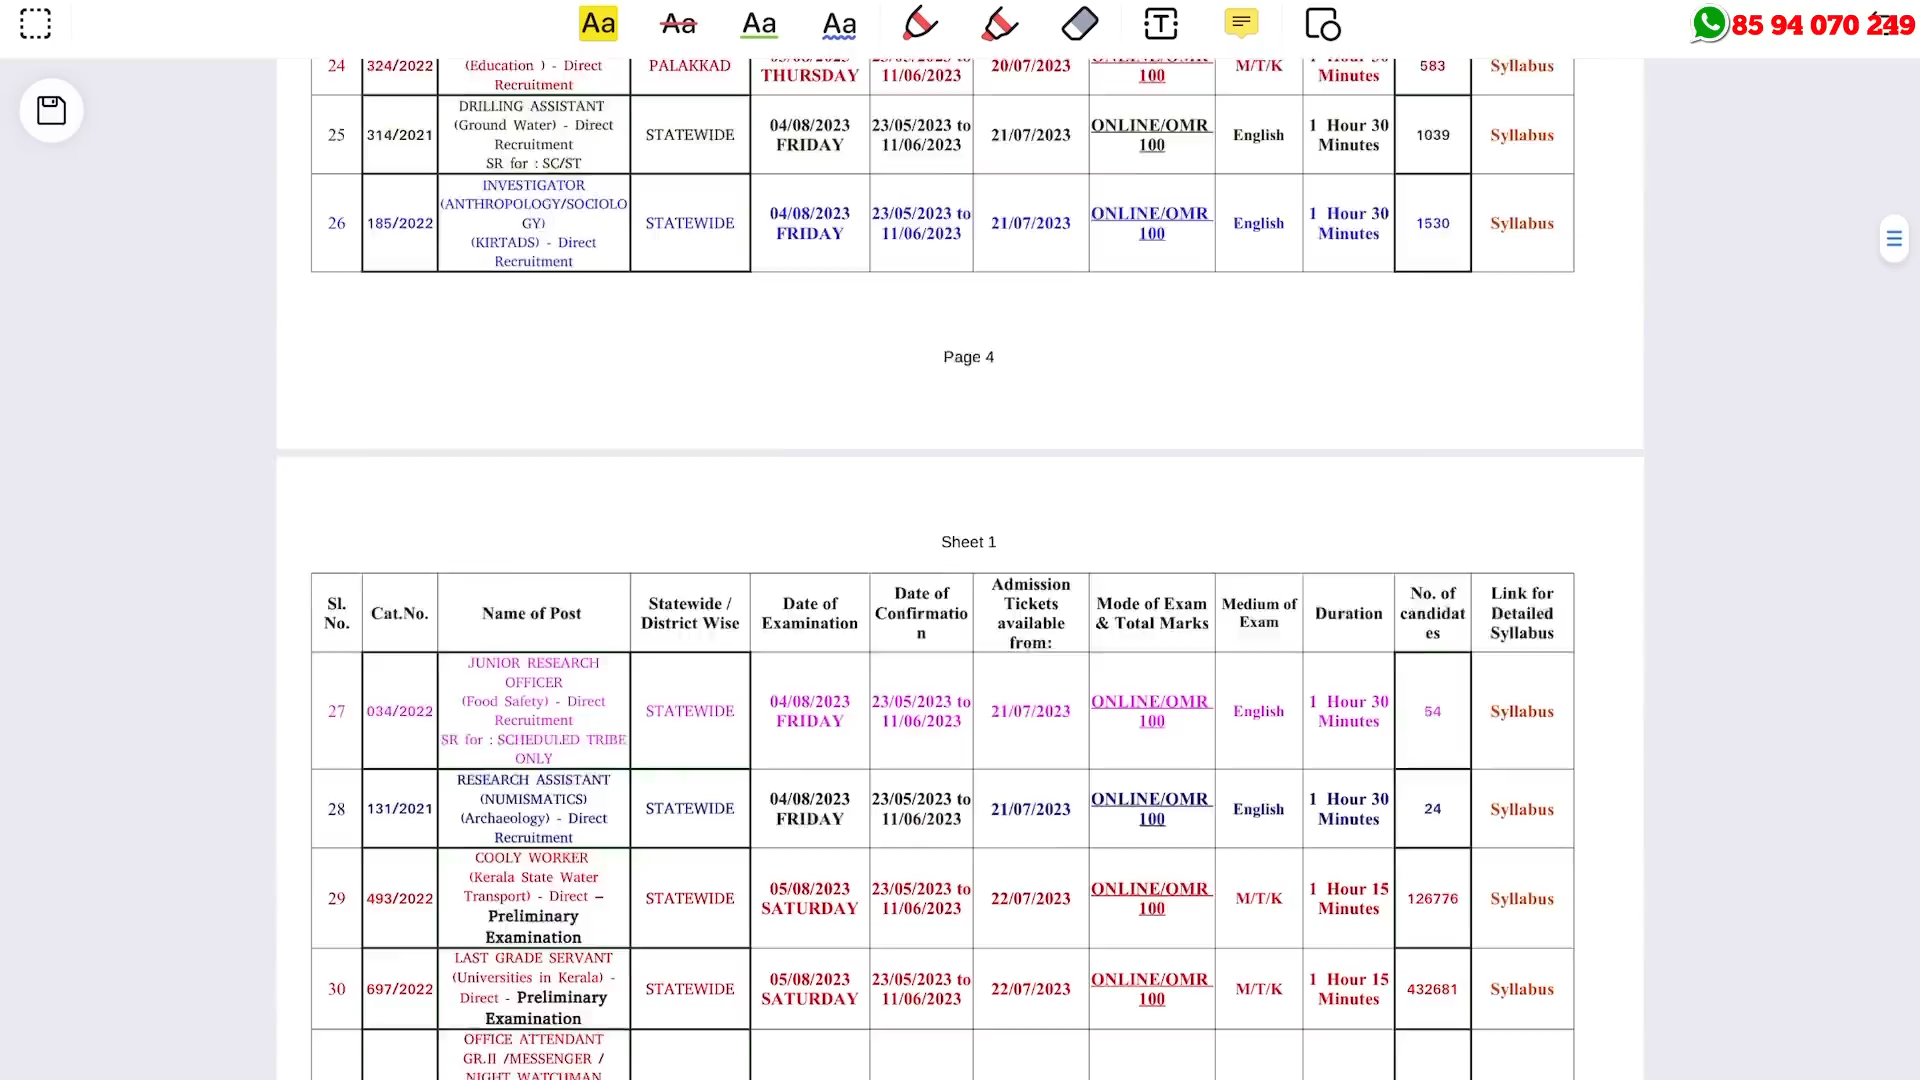 Aa Aa Aa Aa T
85 94 070 249
24 324/2022 (Education ) - Direct Recruitment PALAKKAD THURSDAY 11/06/2023 20/07/2023 100 M/T/K Minutes 583 Syllabus
25 314/2021 DRILLING ASSISTANT (Ground Water) - Direct Recruitment SR for : SC/ST STATEWIDE 04/08/2023 FRIDAY 23/05/2023 to 11/06/2023 21/07/2023 ONLINE/OMR 100 English 1 Hour 30 Minutes 1039 Syllabus
26 185/2022 INVESTIGATOR (ANTHROPOLOGY/SOCIOLOGY) (KIRTADS) - Direct Recruitment STATEWIDE 04/08/2023 FRIDAY 23/05/2023 to 11/06/2023 21/07/2023 ONLINE/OMR 100 English 1 Hour 30 Minutes 1530 Syllabus
Page 4
Sheet 1
Sl. No. Cat.No. Name of Post Statewide / District Wise Date of Examination Date of Confirmation Admission Tickets available from: Mode of Exam & Total Marks Medium of Exam Duration No. of candidates Link for Detailed Syllabus
27 034/2022 JUNIOR RESEARCH OFFICER (Food Safety) - Direct Recruitment SR for : SCHEDULED TRIBE ONLY STATEWIDE 04/08/2023 FRIDAY 23/05/2023 to 11/06/2023 21/07/2023 ONLINE/OMR 100 English 1 Hour 30 Minutes 54 Syllabus
28 131/2021 RESEARCH ASSISTANT (NUMISMATICS) (Archaeology) - Direct Recruitment STATEWIDE 04/08/2023 FRIDAY 23/05/2023 to 11/06/2023 21/07/2023 ONLINE/OMR 100 English 1 Hour 30 Minutes 24 Syllabus
29 493/2022 COOLY WORKER (Kerala State Water Transport) - Direct – Preliminary Examination STATEWIDE 05/08/2023 SATURDAY 23/05/2023 to 11/06/2023 22/07/2023 ONLINE/OMR 100 M/T/K 1 Hour 15 Minutes 126776 Syllabus
30 697/2022 LAST GRADE SERVANT (Universities in Kerala) - Direct - Preliminary Examination STATEWIDE 05/08/2023 SATURDAY 23/05/2023 to 11/06/2023 22/07/2023 ONLINE/OMR 100 M/T/K 1 Hour 15 Minutes 432681 Syllabus
OFFICE ATTENDANT GR.II /MESSENGER / NIGHT WATCHMAN